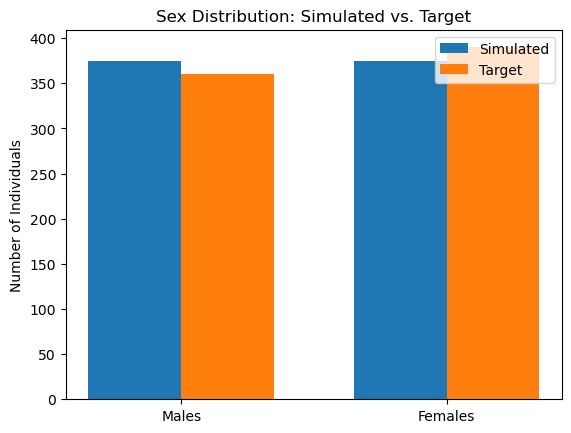 Sex Distribution: Simulated vs. Target
Simulated
Target
Number of Individuals
400
350
300
250
200
150
100
50
0
Males
Females